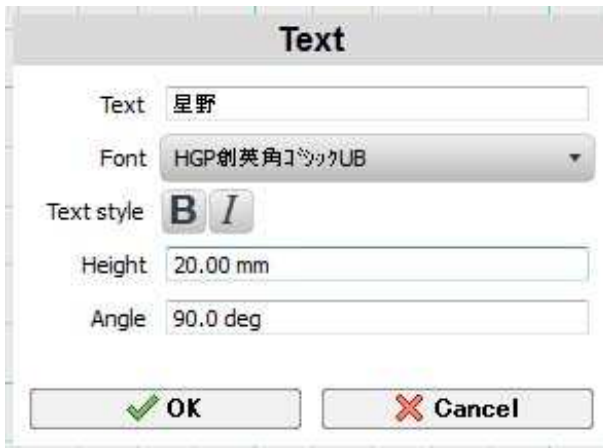 Text
Text 星野
Font HGP創英角ｺﾞｼｯｸUB
Text style B I
Height 20.00 mm
Angle 90.0 deg
OK Cancel